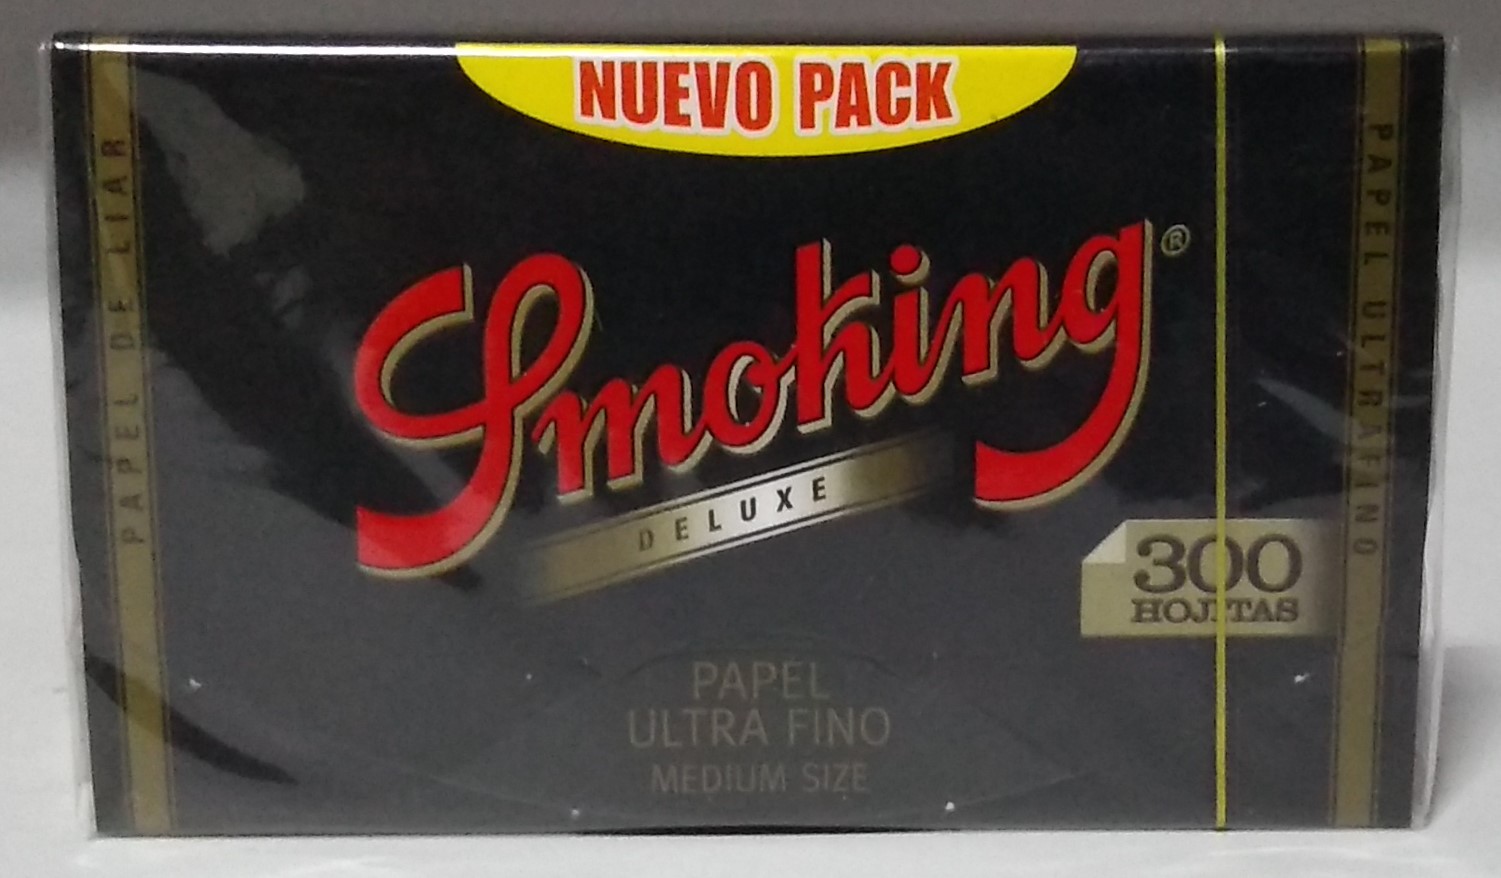 NUEVO PACK
Smoking®
DELUXE
300
HOJITAS
PAPEL
ULTRA FINO
MEDIUM SIZE
PAPEL DE LIAR
PAPEL ULTRAFINO